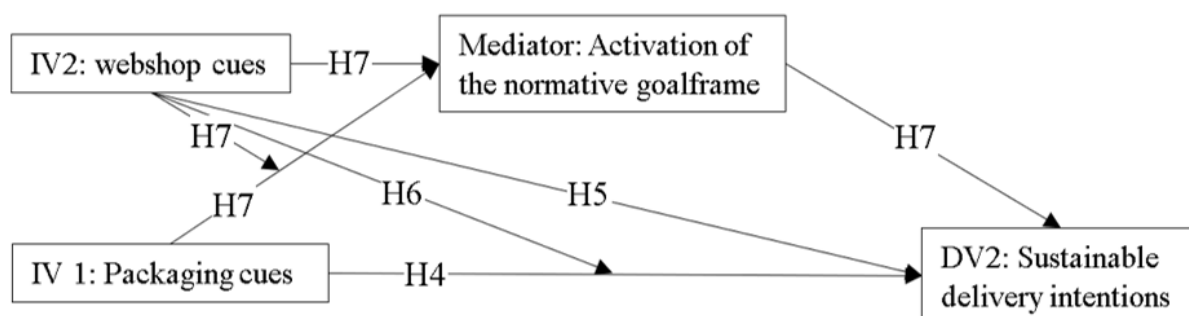 IV2: webshop cues
H7
Mediator: Activation of
the normative goalframe
H7
H7
H7
H6
H5
IV 1: Packaging cues
H4
DV2: Sustainable
delivery intentions